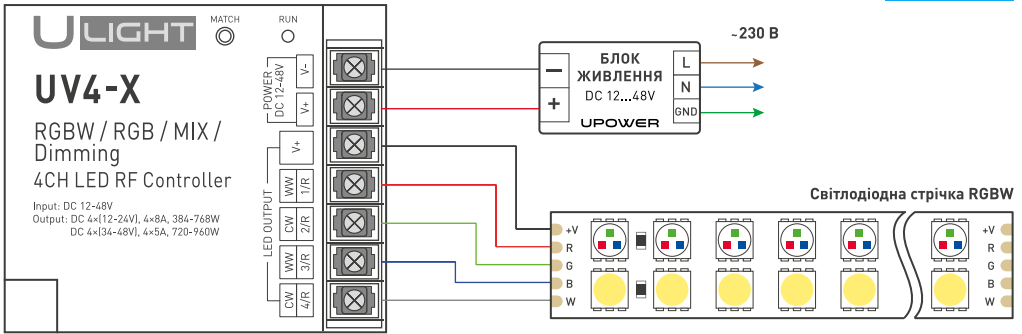 ULIGHT
MATCH
RUN
UV4-X
RGBW / RGB / MIX /
Dimming
4CH LED RF Controller
Input: DC 12-48V
Output: DC 4×(12-24V), 4×8A, 384-768W
DC 4×(34-48V), 4×5A, 720-960W
POWER
DC 12-48V
V-
V+
LED OUTPUT
V+
WW 1/R
CW 2/R
WW 3/R
CW 4/R
БЛОК
ЖИВЛЕННЯ
DC 12...48V
UPOWER
−
+
L
N
GND
~230 В
Світлодіодна стрічка RGBW
+V
R
G
B
W
+V
R
G
B
W